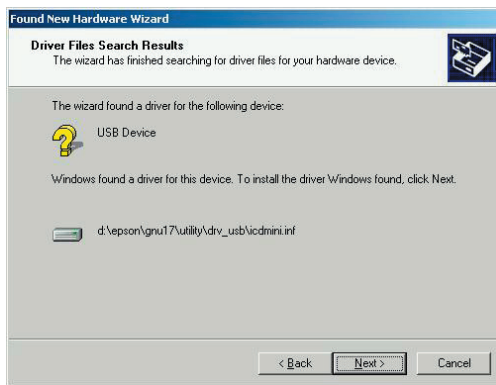 Found New Hardware Wizard
Driver Files Search Results
The wizard has finished searching for driver files for your hardware device.
The wizard found a driver for the following device:
USB Device
Windows found a driver for this device. To install the driver Windows found, click Next.
d:\epson\gnu17\utility\drv_usb\icdmini.inf
< Back
Next >
Cancel